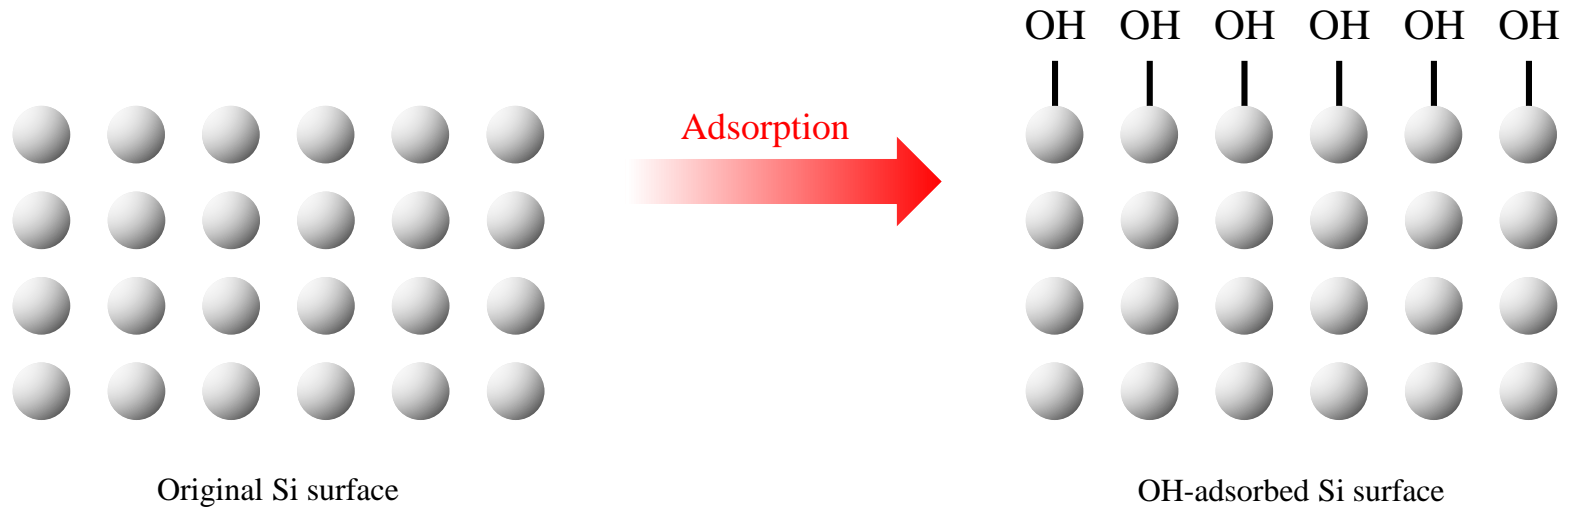 OH OH OH OH OH OH
Adsorption
Original Si surface
OH-adsorbed Si surface